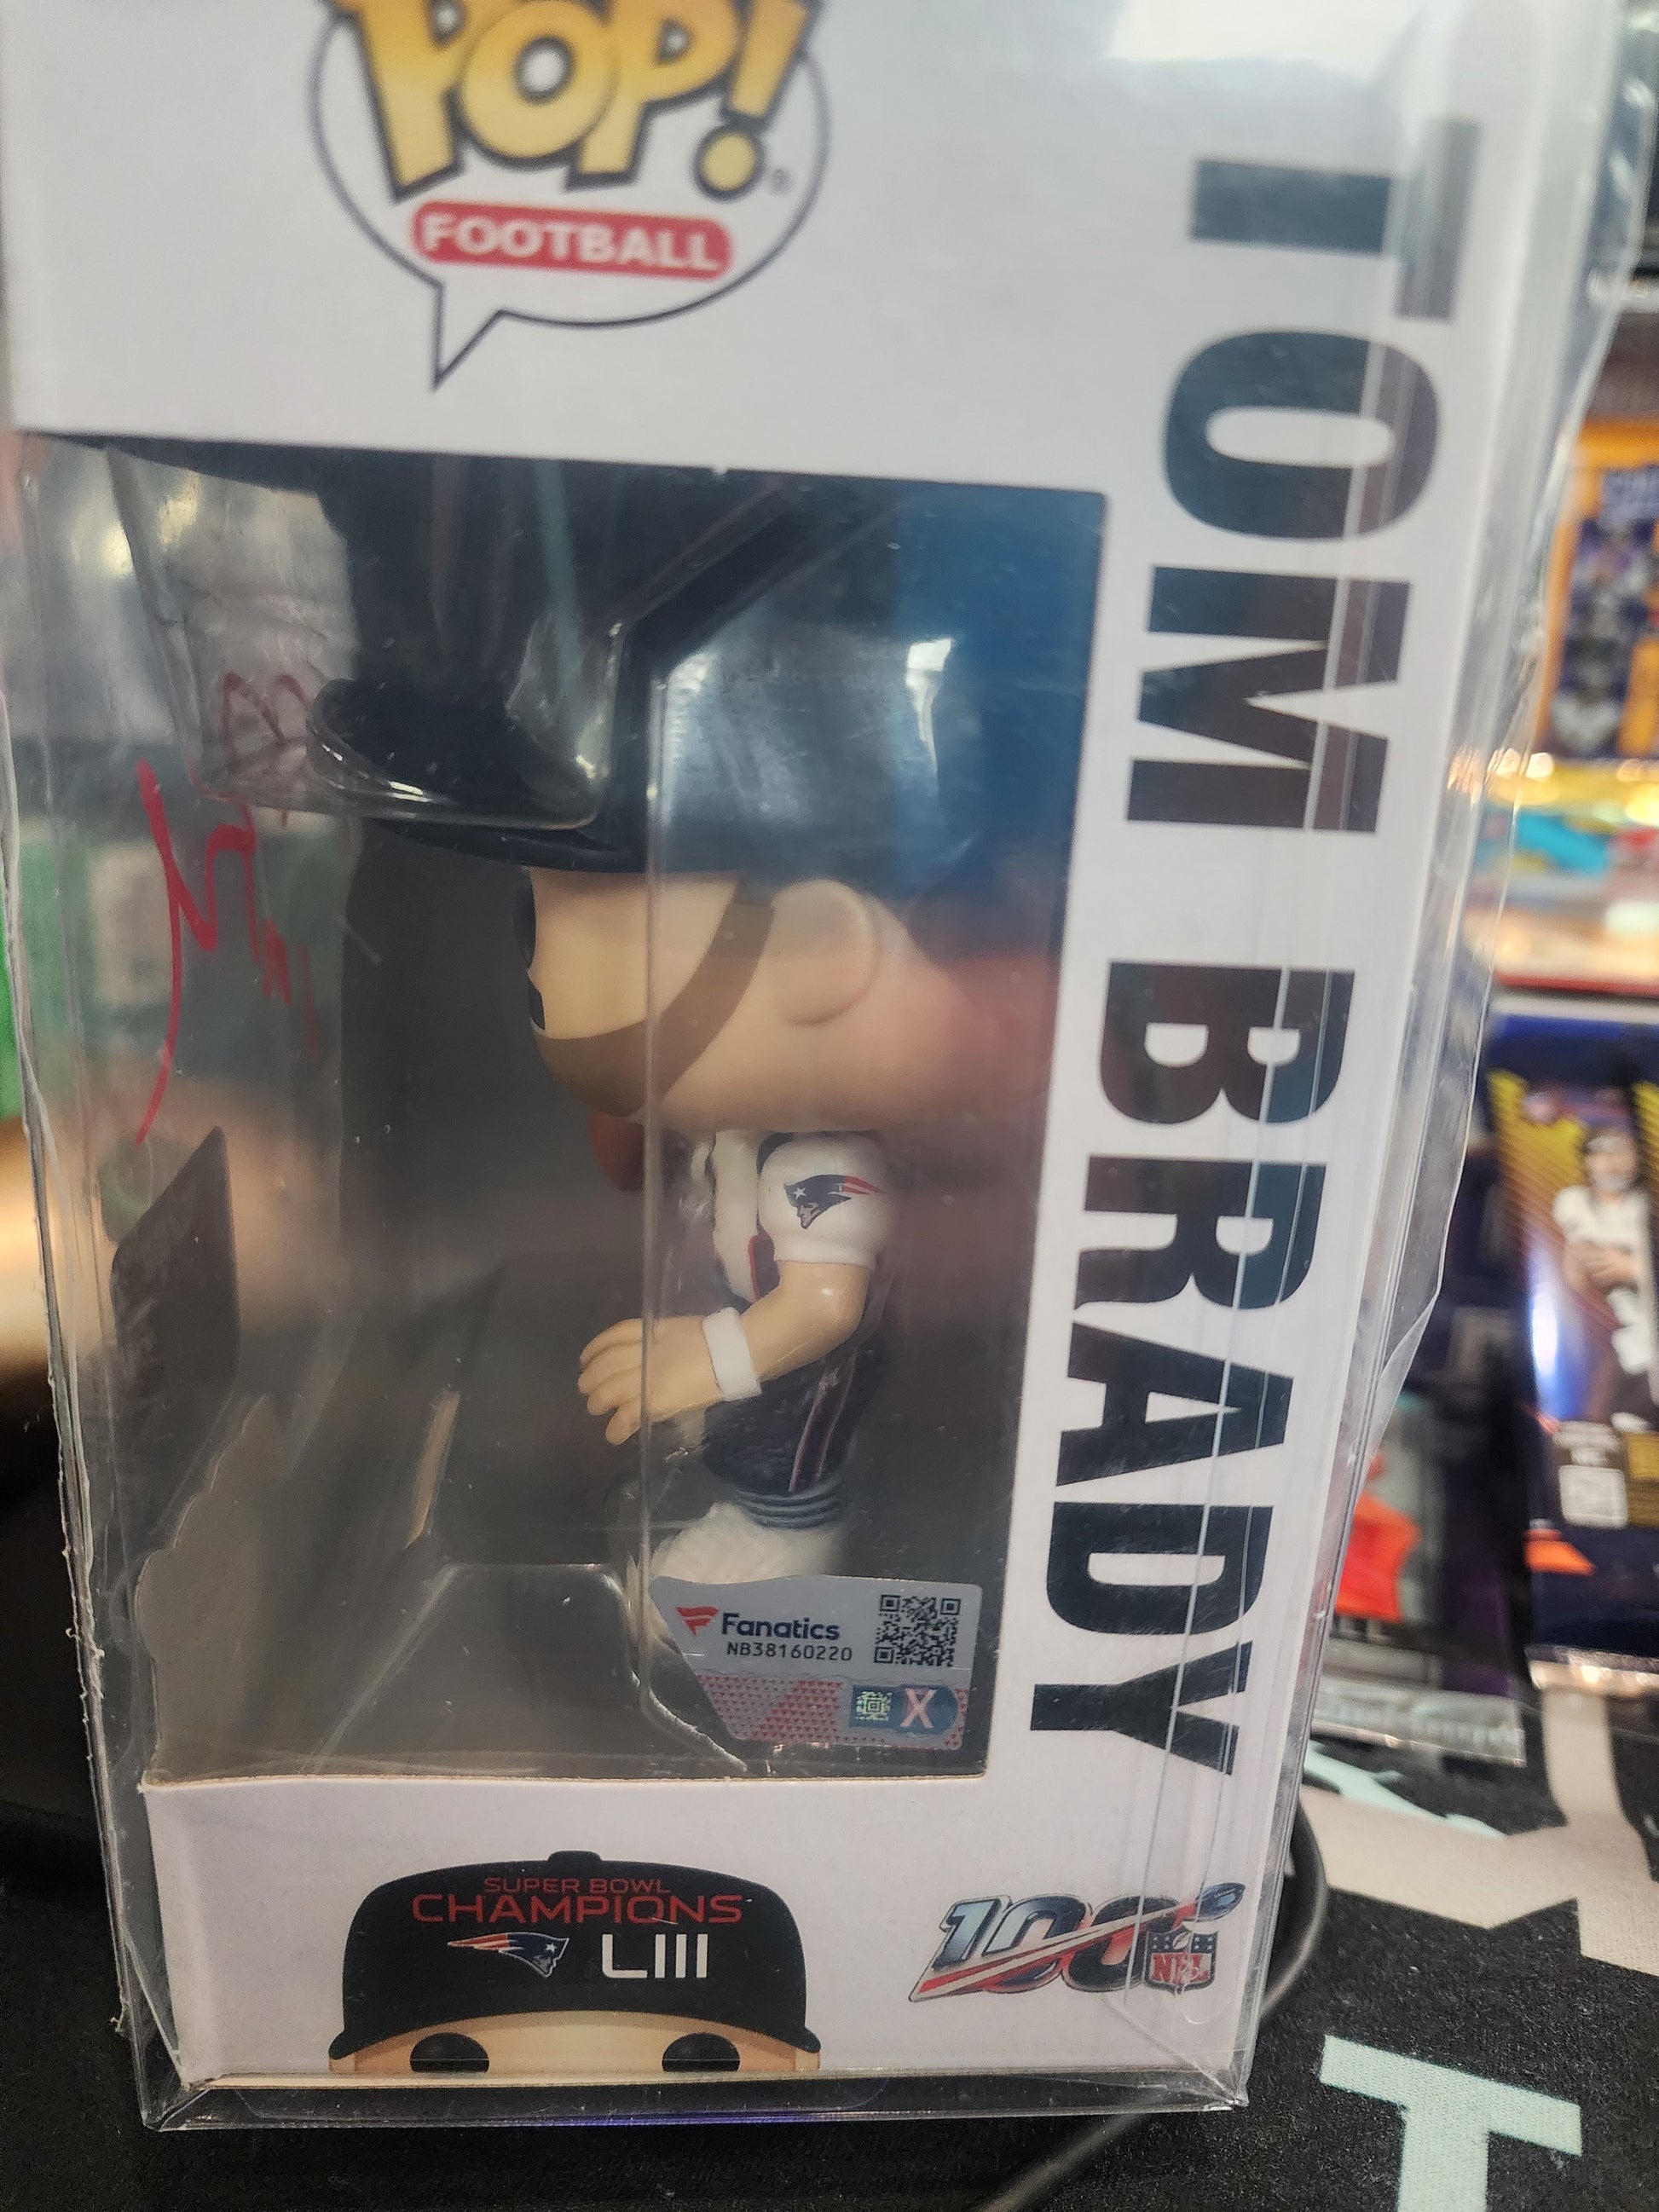 POP!
FOOTBALL
TOM BRADY
Fanatics
NB38160220
X
SUPER BOWL
CHAMPIONS
LIII
100
NFL